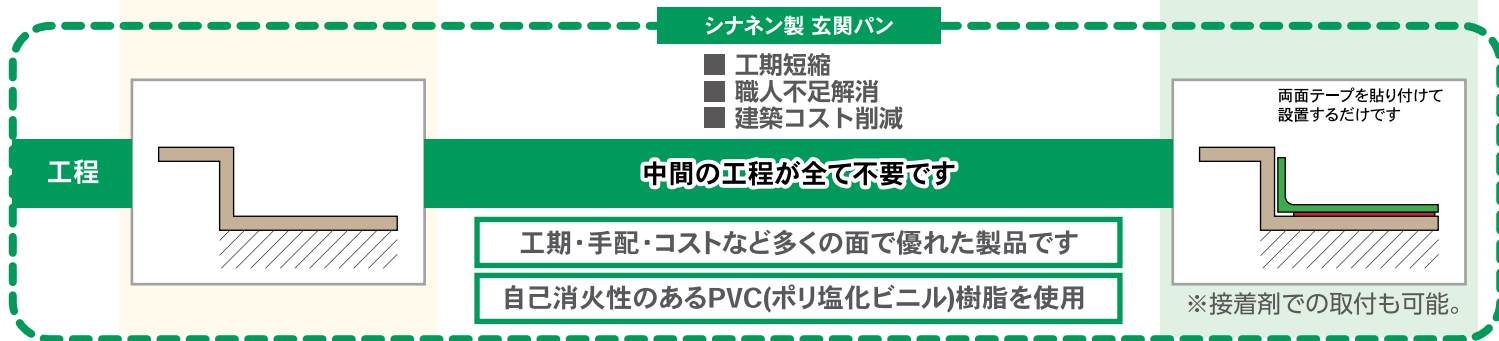 シナネン製 玄関パン
■ 工期短縮
■ 職人不足解消
■ 建築コスト削減
両面テープを貼り付けて
設置するだけです
工程
中間の工程が全て不要です
工期・手配・コストなど多くの面で優れた製品です
自己消火性のあるPVC(ポリ塩化ビニル)樹脂を使用
※接着剤での取付も可能。